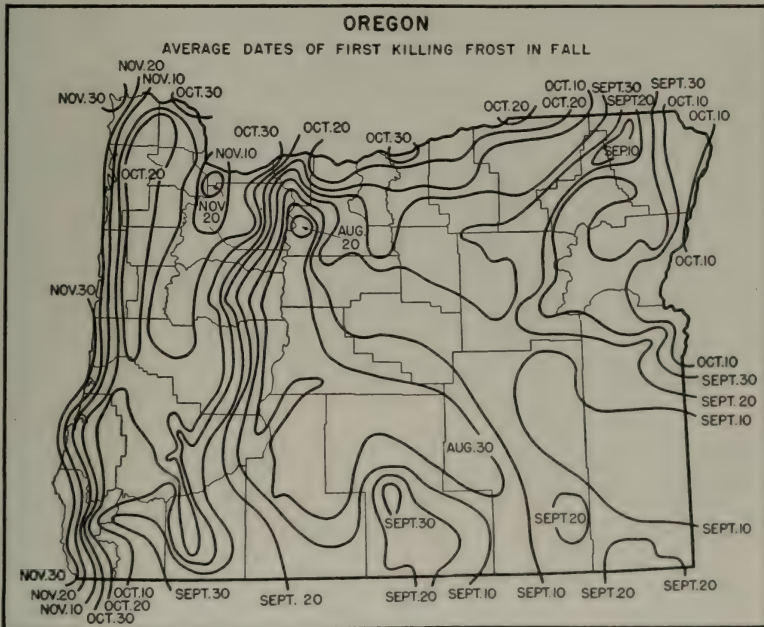 OREGON
AVERAGE DATES OF FIRST KILLING FROST IN FALL
NOV. 20
NOV. 10
NOV. 30
OCT. 30
OCT. 10
SEPT. 30
SEPT. 30
OCT. 20
OCT. 20
SEPT. 20
OCT. 10
OCT. 10
OCT. 30
OCT. 20
OCT. 30
NOV. 10
SEP. 10
OCT. 20
NOV.
20
AUG.
20
OCT. 10
NOV. 30
OCT. 10
SEPT. 30
SEPT. 20
SEPT. 10
AUG. 30
SEPT. 30
SEPT. 20
SEPT. 10
NOV. 30
NOV. 20
NOV. 10
OCT. 30
OCT. 20
OCT. 10
SEPT. 30
SEPT. 20
SEPT. 20
SEPT. 10
SEPT. 10
SEPT. 20
SEPT. 20